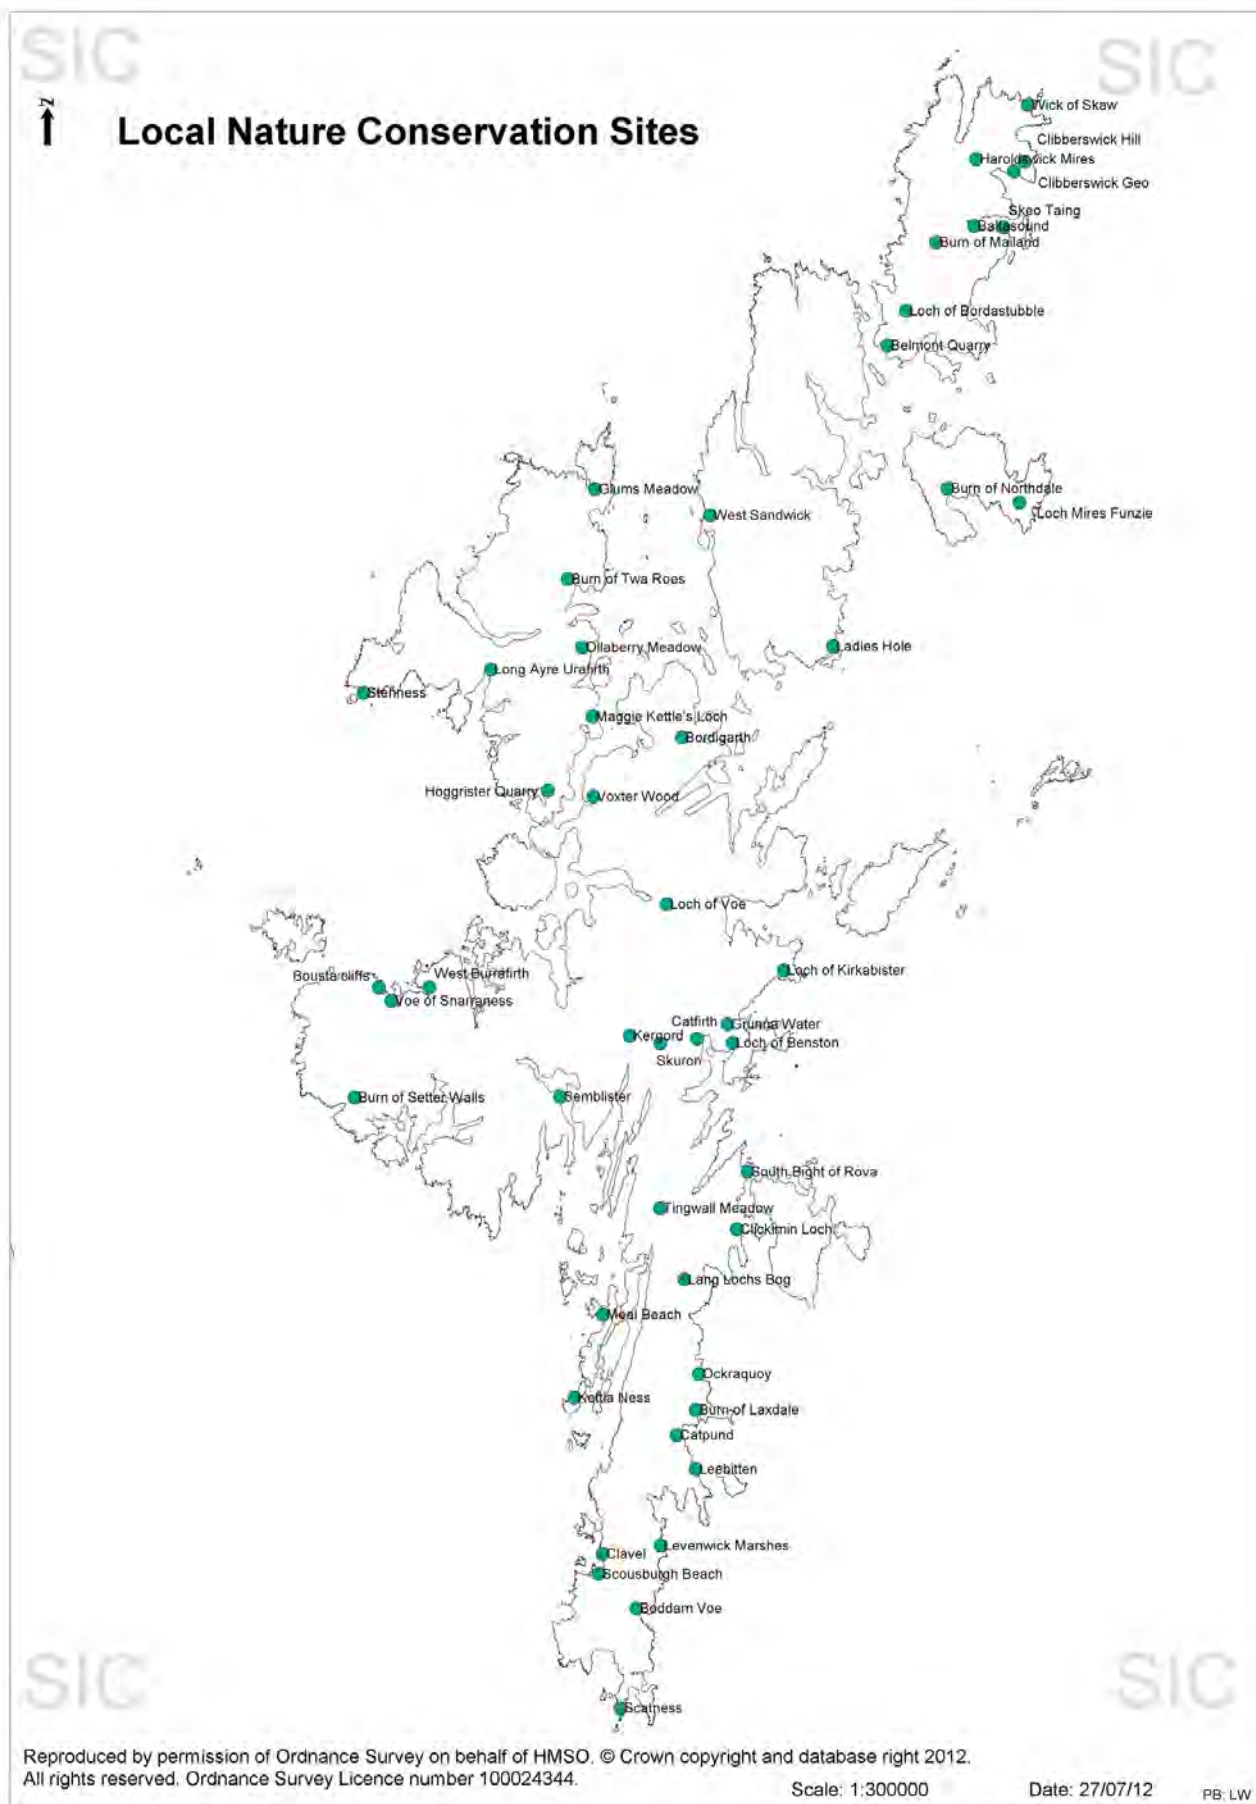 SIC
SIC
N
Local Nature Conservation Sites
Wick of Skaw
Clibberswick Hill
Haroldswick Mires
Clibberswick Geo
Skeo Taing
Baltasound
Burn of Mailand
Loch of Bordastubble
Belmont Quarry
Glums Meadow
Burn of Northdale
West Sandwick
Loch Mires Funzie
Burn of Twa Roes
Ollaberry Meadow
Ladies Hole
Long Ayre Urafirth
Stenness
Maggie Kettle's Loch
Bordigarth
Hoggrister Quarry
Voxter Wood
Loch of Voe
Loch of Kirkabister
Bousta cliffs
West Burrafirth
Voe of Snarraness
Catfirth
Grunna Water
Kergord
Loch of Benston
Skuron
Burn of Setter Walls
Semblister
South Bight of Rova
Tingwall Meadow
Clickimin Loch
Lang Lochs Bog
Meal Beach
Ockraquoy
Kettla Ness
Burn of Laxdale
Catpund
Leebitten
Levenwick Marshes
Clavel
Scousburgh Beach
Boddam Voe
Scatness
SIC
SIC
Reproduced by permission of Ordnance Survey on behalf of HMSO. © Crown copyright and database right 2012.
All rights reserved. Ordnance Survey Licence number 100024344.
Scale: 1:300000
Date: 27/07/12
PB: LW